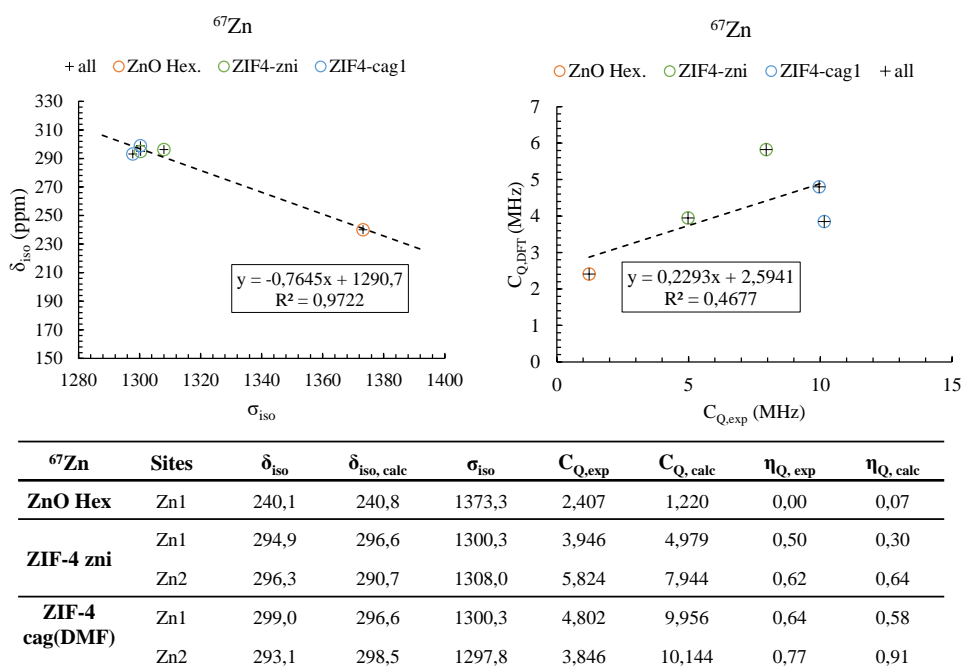 ⁶⁷Zn
+ all ZnO Hex. ZIF4-zni ZIF4-cag1
330
300
270
240
210
180
150
δiso (ppm)
y = -0,7645x + 1290,7
R² = 0,9722
1280 1300 1320 1340 1360 1380 1400
σiso
⁶⁷Zn
ZnO Hex. ZIF4-zni ZIF4-cag1 + all
7
6
5
4
3
2
1
0
CQ,DFT (MHz)
y = 0,2293x + 2,5941
R² = 0,4677
0 5 10 15
CQ,exp (MHz)
⁶⁷Zn Sites δiso δiso, calc σiso CQ,exp CQ, calc ηQ, exp ηQ, calc
ZnO Hex Zn1 240,1 240,8 1373,3 2,407 1,220 0,00 0,07
ZIF-4 zni Zn1 294,9 296,6 1300,3 3,946 4,979 0,50 0,30
Zn2 296,3 290,7 1308,0 5,824 7,944 0,62 0,64
ZIF-4
cag(DMF) Zn1 299,0 296,6 1300,3 4,802 9,956 0,64 0,58
Zn2 293,1 298,5 1297,8 3,846 10,144 0,77 0,91